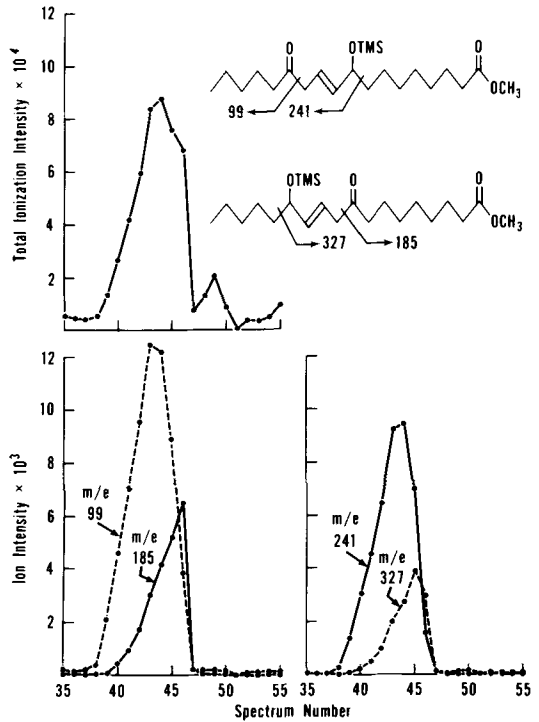 12
10
8
6
4
2
Total Ionization Intensity × 10⁴
O
OTMS
O
OCH₃
99
241
OTMS
O
O
OCH₃
327
185
12
10
8
6
4
2
Ion Intensity × 10³
m/e
99
m/e
185
m/e
241
m/e
327
35 40 45 50 55
35 40 45 50 55
Spectrum Number